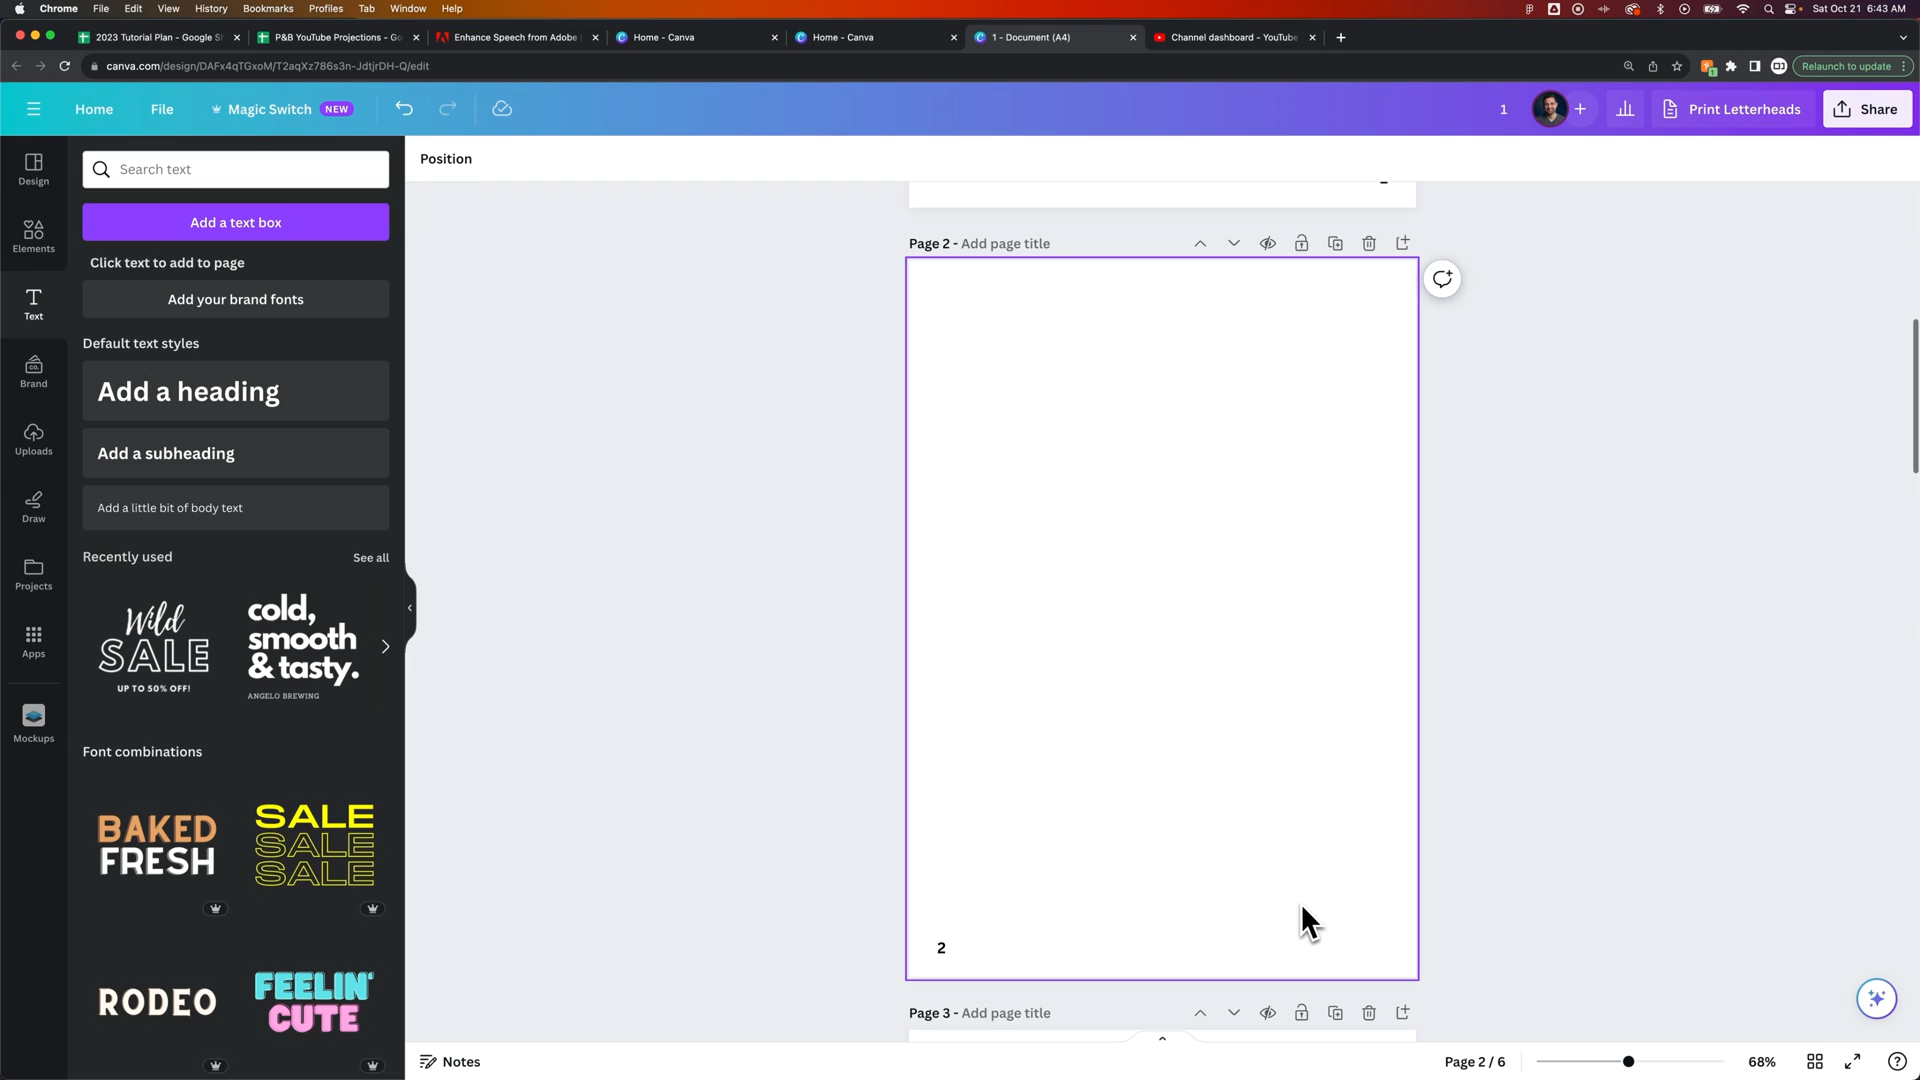 Chrome File Edit View History Bookmarks Profiles Tab Window Help
Sat Oct 21 6:43 AM
2023 Tutorial Plan - Google S
P&B YouTube Projections - Go
Enhance Speech from Adobe
Home - Canva
Home - Canva
1 - Document (A4)
Channel dashboard - YouTube
canva.com/design/DAFx4qTGxoM/T2aqXz786s3n-JdtjrDH-Q/edit
Relaunch to update
Home
File
Magic Switch NEW
1
Print Letterheads
Share
Design
Elements
Text
Brand
Uploads
Draw
Projects
Apps
Mockups
Search text
Add a text box
Click text to add to page
Add your brand fonts
Default text styles
Add a heading
Add a subheading
Add a little bit of body text
Recently used
See all
Wild
SALE
UP TO 50% OFF!
cold,
smooth
& tasty.
ANGELO BREWING
Font combinations
BAKED
FRESH
SALE
SALE
SALE
RODEO
FEELIN'
CUTE
Position
Page 2 - Add page title
2
Page 3 - Add page title
Notes
Page 2 / 6
68%